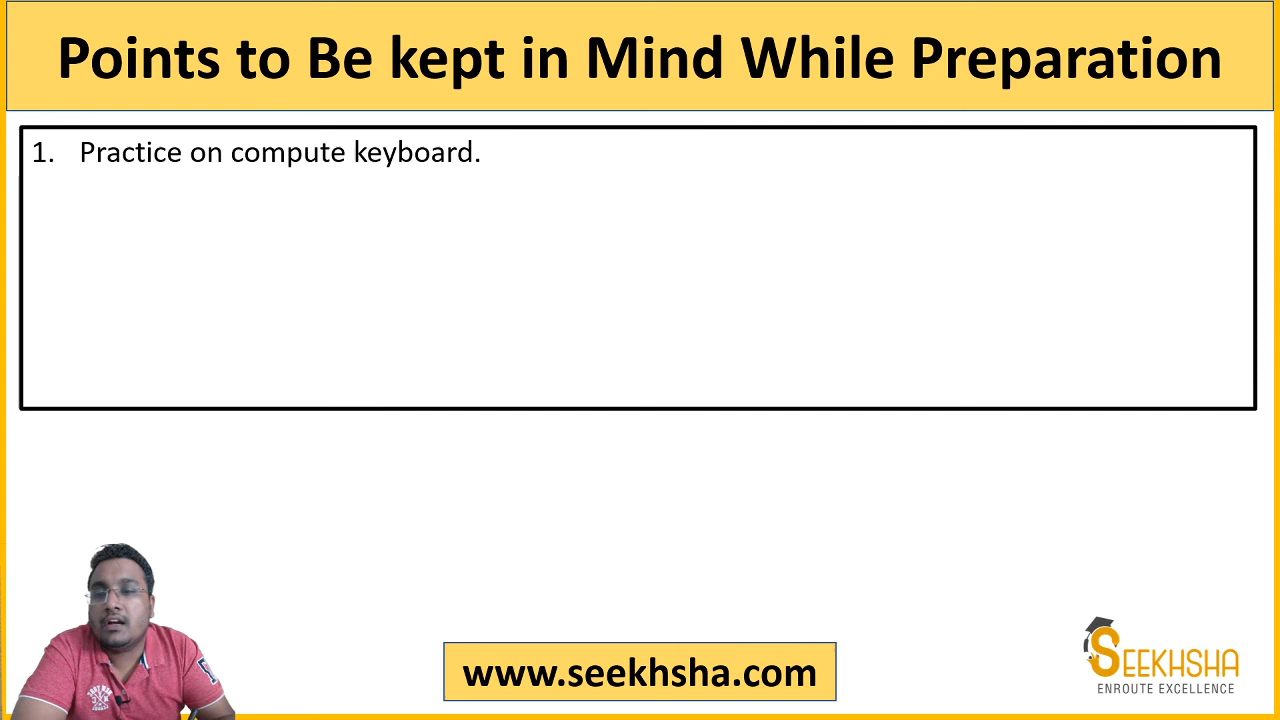 Points to Be kept in Mind While Preparation
1. Practice on compute keyboard.
www.seekhsha.com
SEEKHSHA
ENROUTE EXCELLENCE